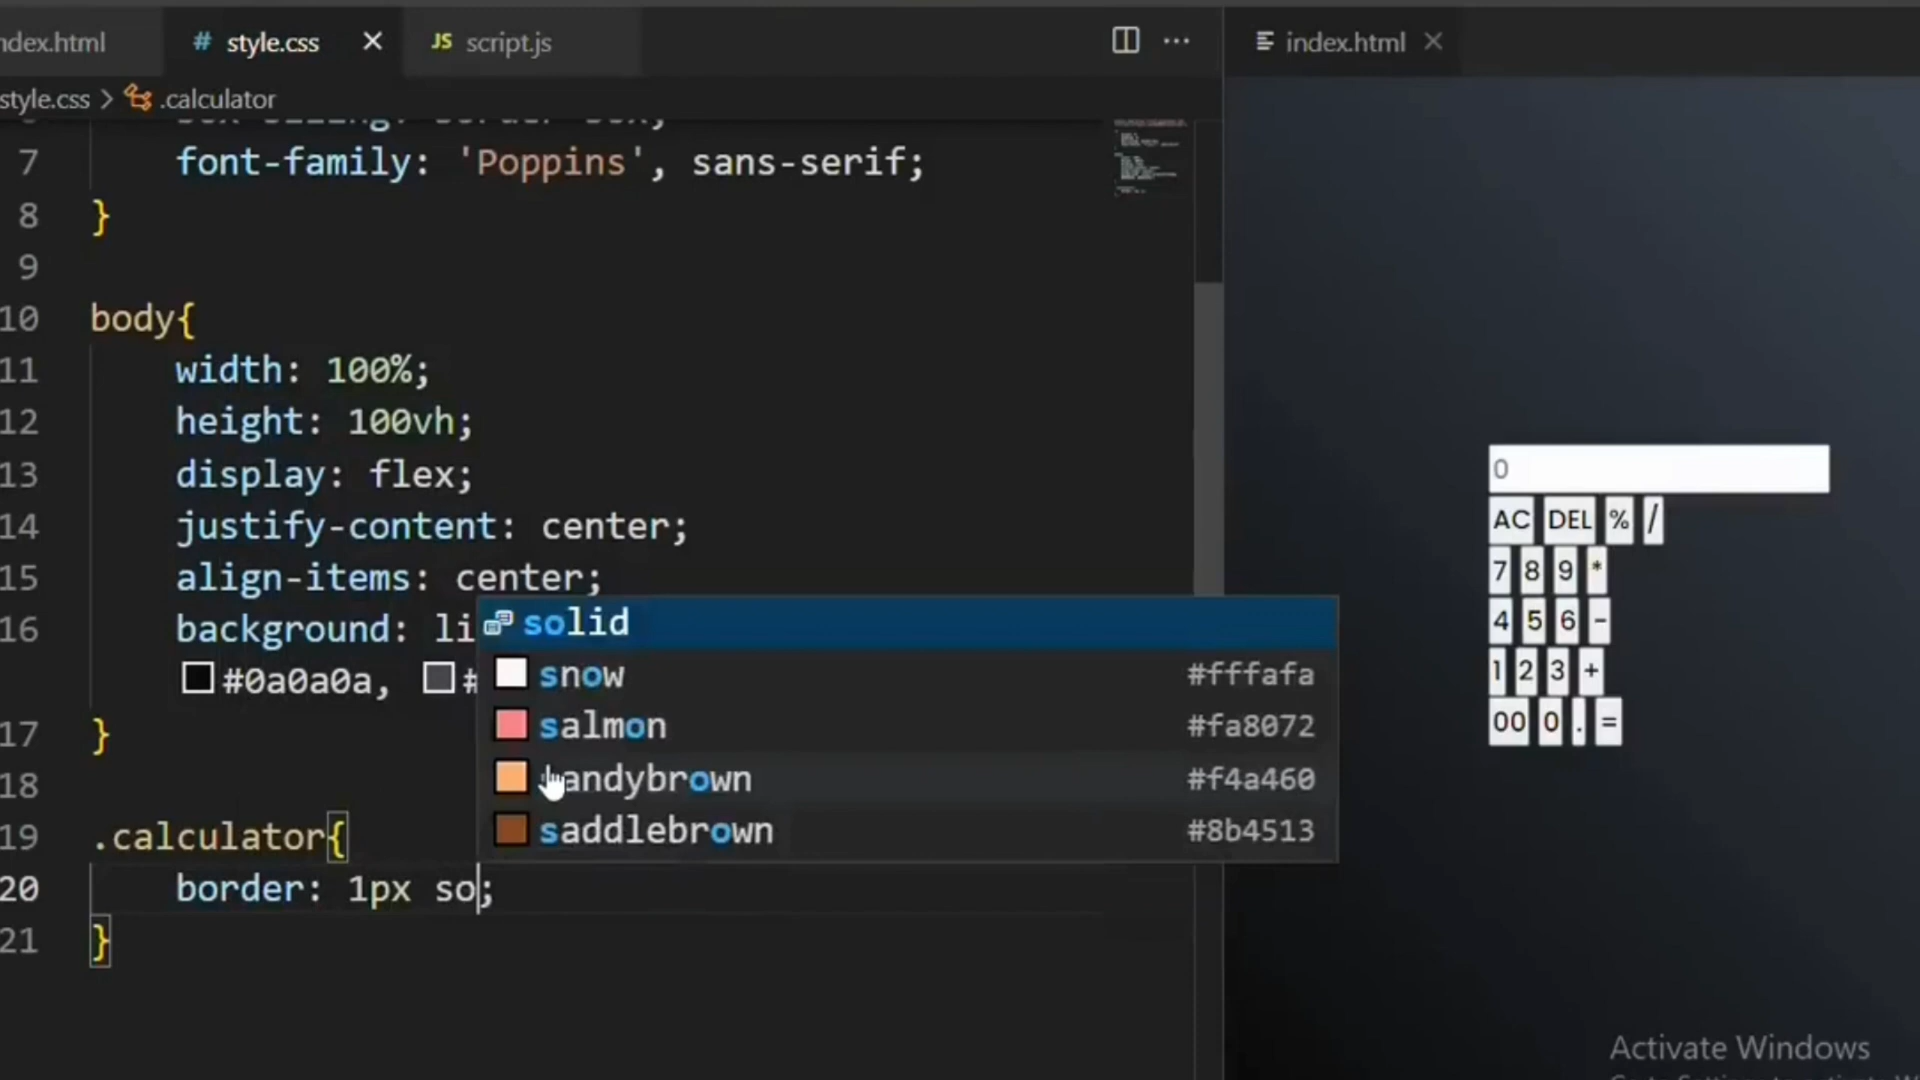 ndex.html
# style.css
JS script.js
index.html
style.css > .calculator
7 font-family: 'Poppins', sans-serif;
8 }
9
10 body{
11 width: 100%;
12 height: 100vh;
13 display: flex;
14 justify-content: center;
15 align-items: center;
16 background: li
#0a0a0a, #
17 }
18
19 .calculator{
20 border: 1px so;
21 }
solid
snow #fffafa
salmon #fa8072
andybrown #f4a460
saddlebrown #8b4513
0
AC DEL % /
7 8 9 *
4 5 6 -
1 2 3 +
00 0 . =
Activate Windows